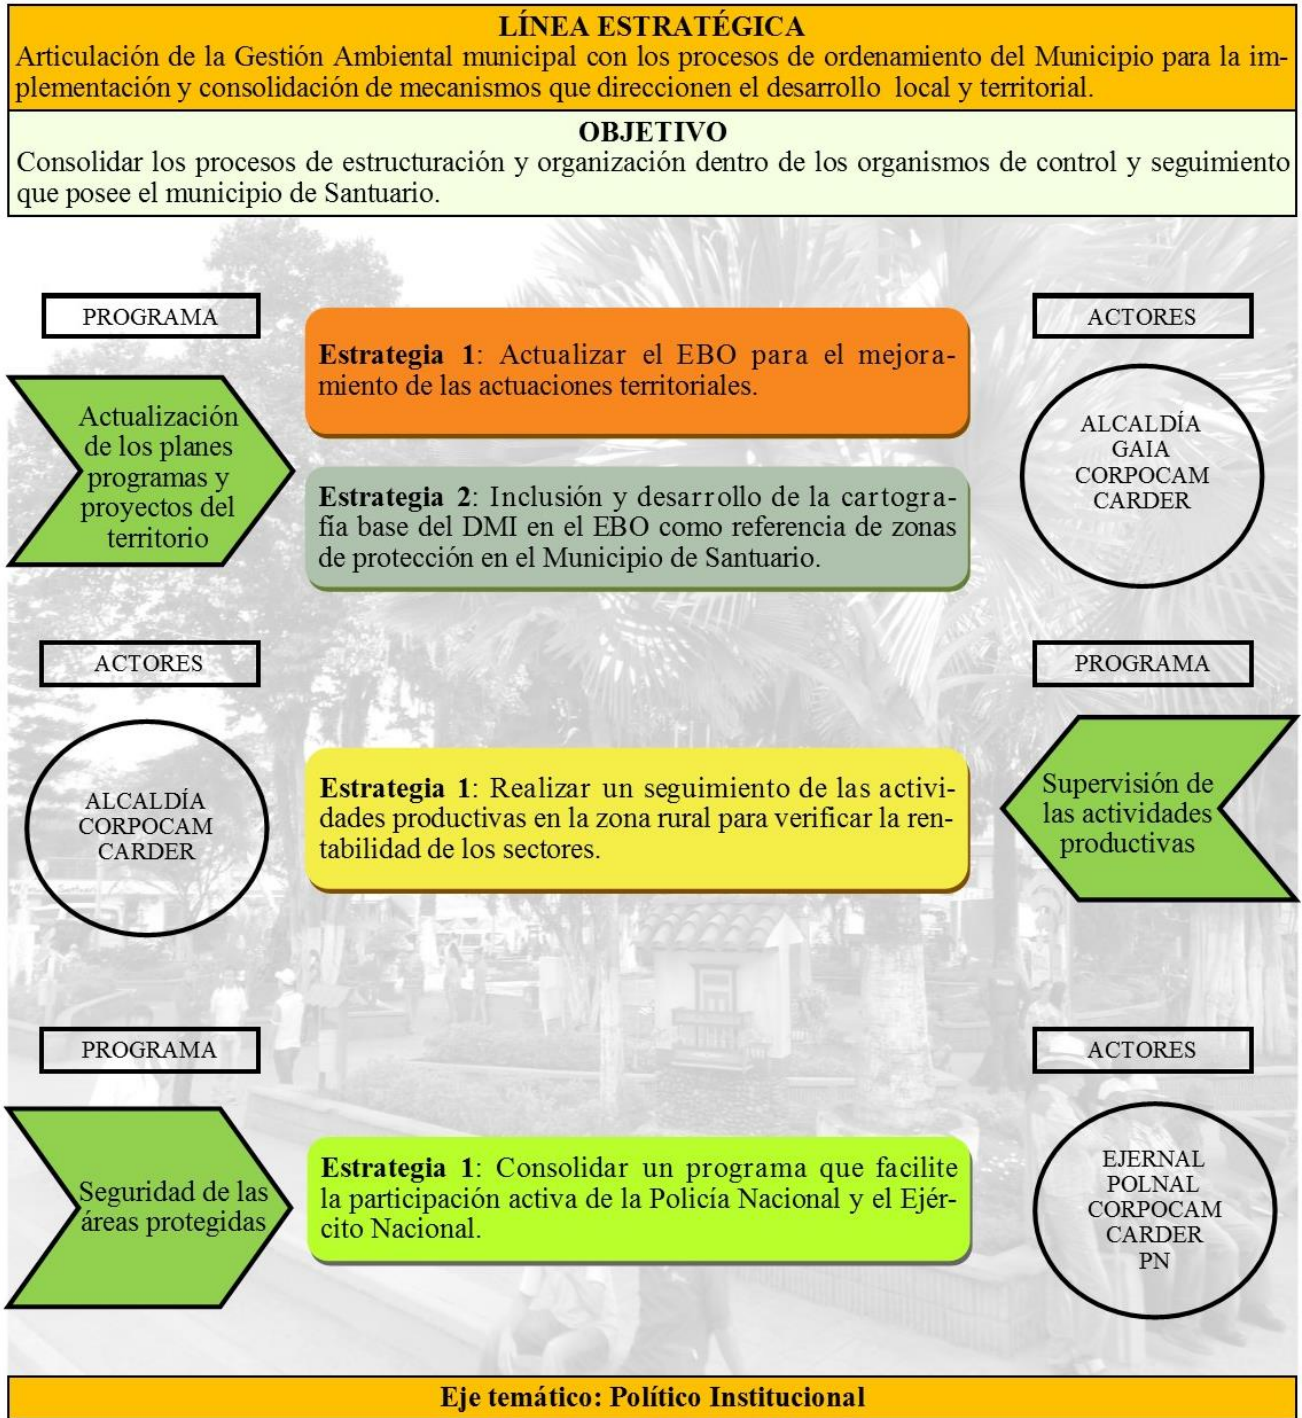 LÍNEA ESTRATÉGICA
Articulación de la Gestión Ambiental municipal con los procesos de ordenamiento del Municipio para la im-
plementación y consolidación de mecanismos que direccionen el desarrollo local y territorial.
OBJETIVO
Consolidar los procesos de estructuración y organización dentro de los organismos de control y seguimiento
que posee el municipio de Santuario.
PROGRAMA
Actualización
de los planes
programas y
proyectos del
territorio
Estrategia 1: Actualizar el EBO para el mejora-
miento de las actuaciones territoriales.
Estrategia 2: Inclusión y desarrollo de la cartogra-
fía base del DMI en el EBO como referencia de zonas
de protección en el Municipio de Santuario.
ACTORES
ALCALDÍA
GAIA
CORPOCAM
CARDER
ACTORES
ALCALDÍA
CORPOCAM
CARDER
Estrategia 1: Realizar un seguimiento de las activi-
dades productivas en la zona rural para verificar la ren-
tabilidad de los sectores.
PROGRAMA
Supervisión de
las actividades
productivas
PROGRAMA
Seguridad de las
áreas protegidas
Estrategia 1: Consolidar un programa que facilite
la participación activa de la Policía Nacional y el Ejér-
cito Nacional.
ACTORES
EJERNAL
POLNAL
CORPOCAM
CARDER
PN
Eje temático: Político Institucional